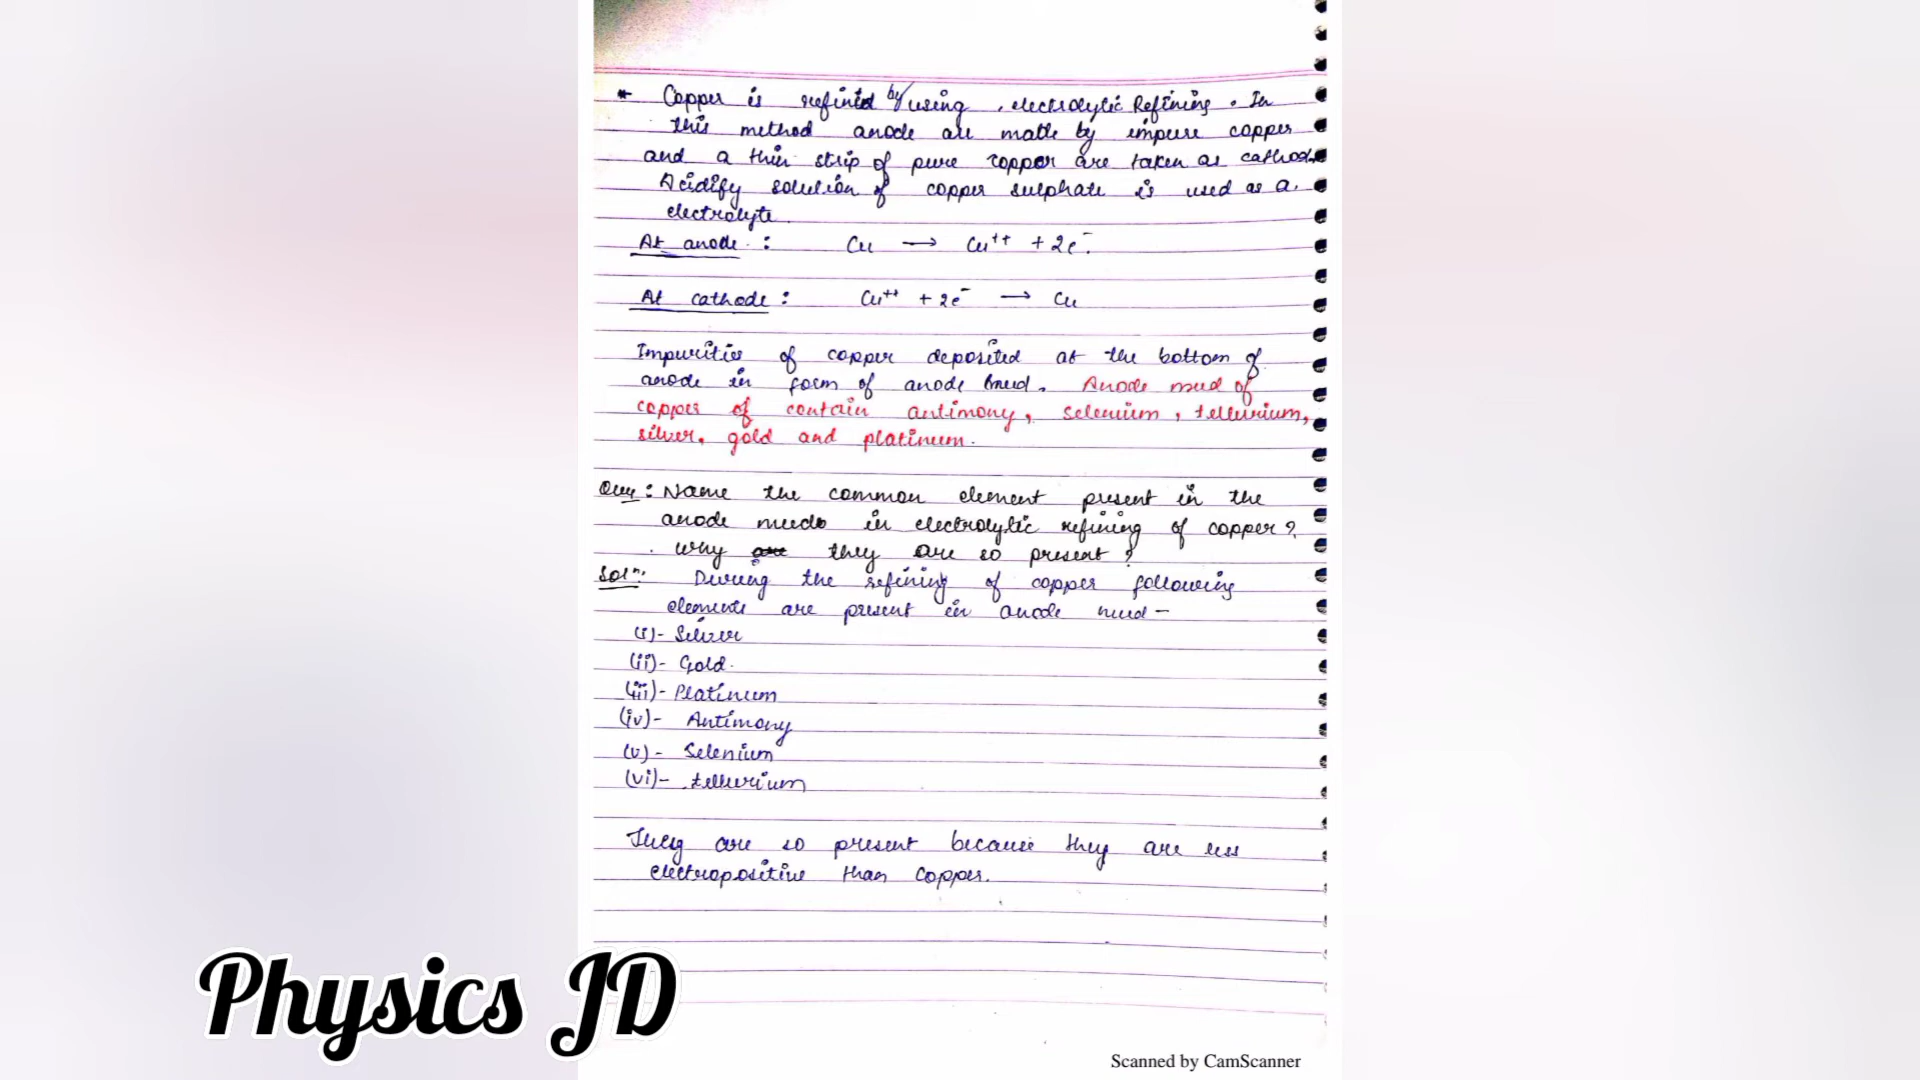 * Copper is refined by using electrolytic Refining. In
this method anode are made by impure copper
and a thin strip of pure copper are taken as cathode
Acidify solution of copper sulphate is used as a
electrolyte.
At anode : Cu → Cu++ + 2e-.
At cathode : Cu++ + 2e- → Cu
Impurities of copper deposited at the bottom of
anode in form of anode mud. Anode mud of
copper of contain antimony, selenium, tellurium,
silver, gold and platinum.
Ques : Name the common element present in the
anode muds in electrolytic refining of copper?
why are they are so present?
Soln: During the refining of copper following
elements are present in anode mud -
(i)- Silver
(ii)- Gold.
(iii)- Platinum
(iv)- Antimony
(v)- Selenium
(vi)- tellurium
They are so present because they are less
electropositive than copper.
Physics JD
Scanned by CamScanner